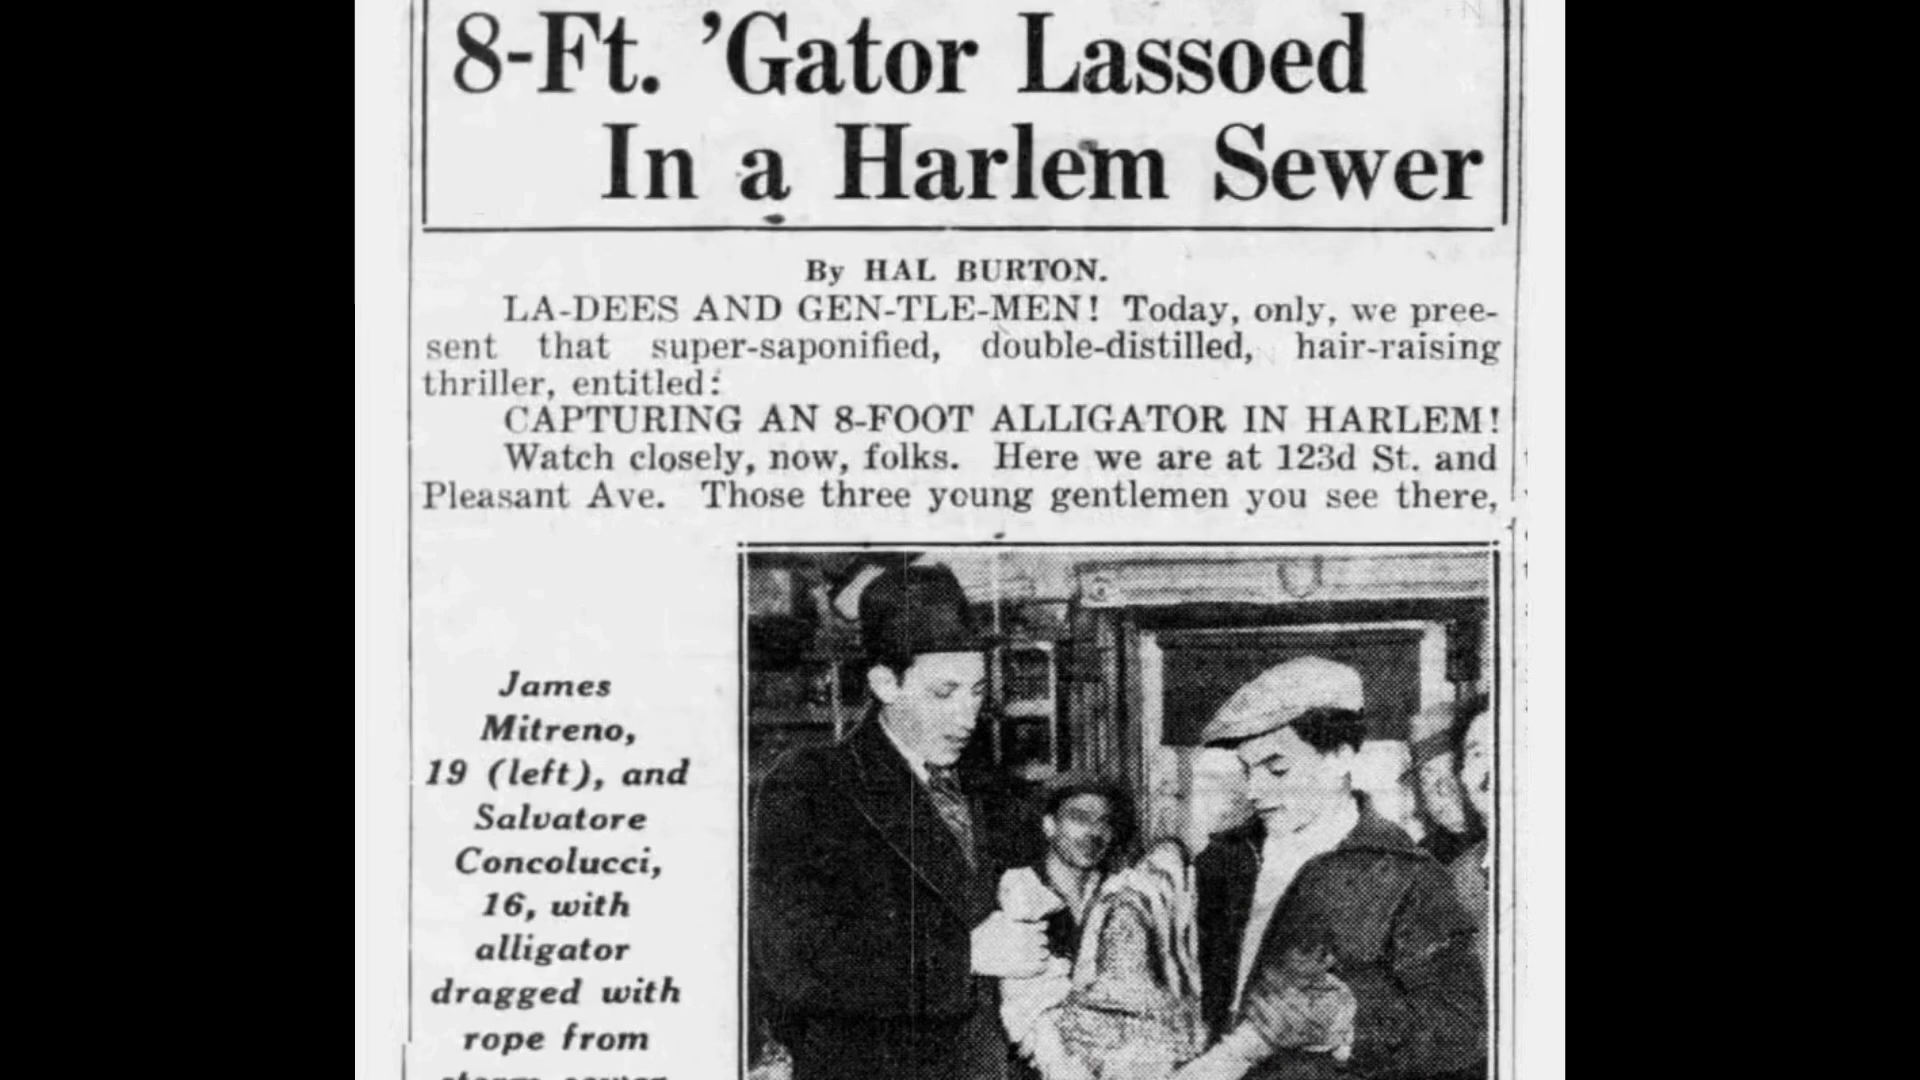 8-Ft. 'Gator Lassoed
In a Harlem Sewer
By HAL BURTON.
LA-DEES AND GEN-TLE-MEN! Today, only, we pree-
sent that super-saponified, double-distilled, hair-raising
thriller, entitled:
CAPTURING AN 8-FOOT ALLIGATOR IN HARLEM!
Watch closely, now, folks. Here we are at 123d St. and
Pleasant Ave. Those three young gentlemen you see there,
James
Mitreno,
19 (left), and
Salvatore
Concolucci,
16, with
alligator
dragged with
rope from
storm sewer